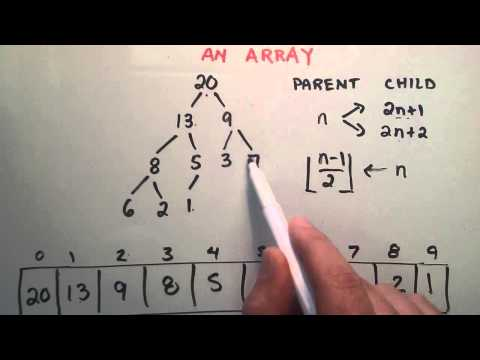 AN ARRAY
20
PARENT CHILD
13 9
n 2n+1
2n+2
8 5 3
⌊n-1/2⌋ ← n
6 2 1
0 1 2 3 4 7 8 9
20 13 9 8 5 2 1